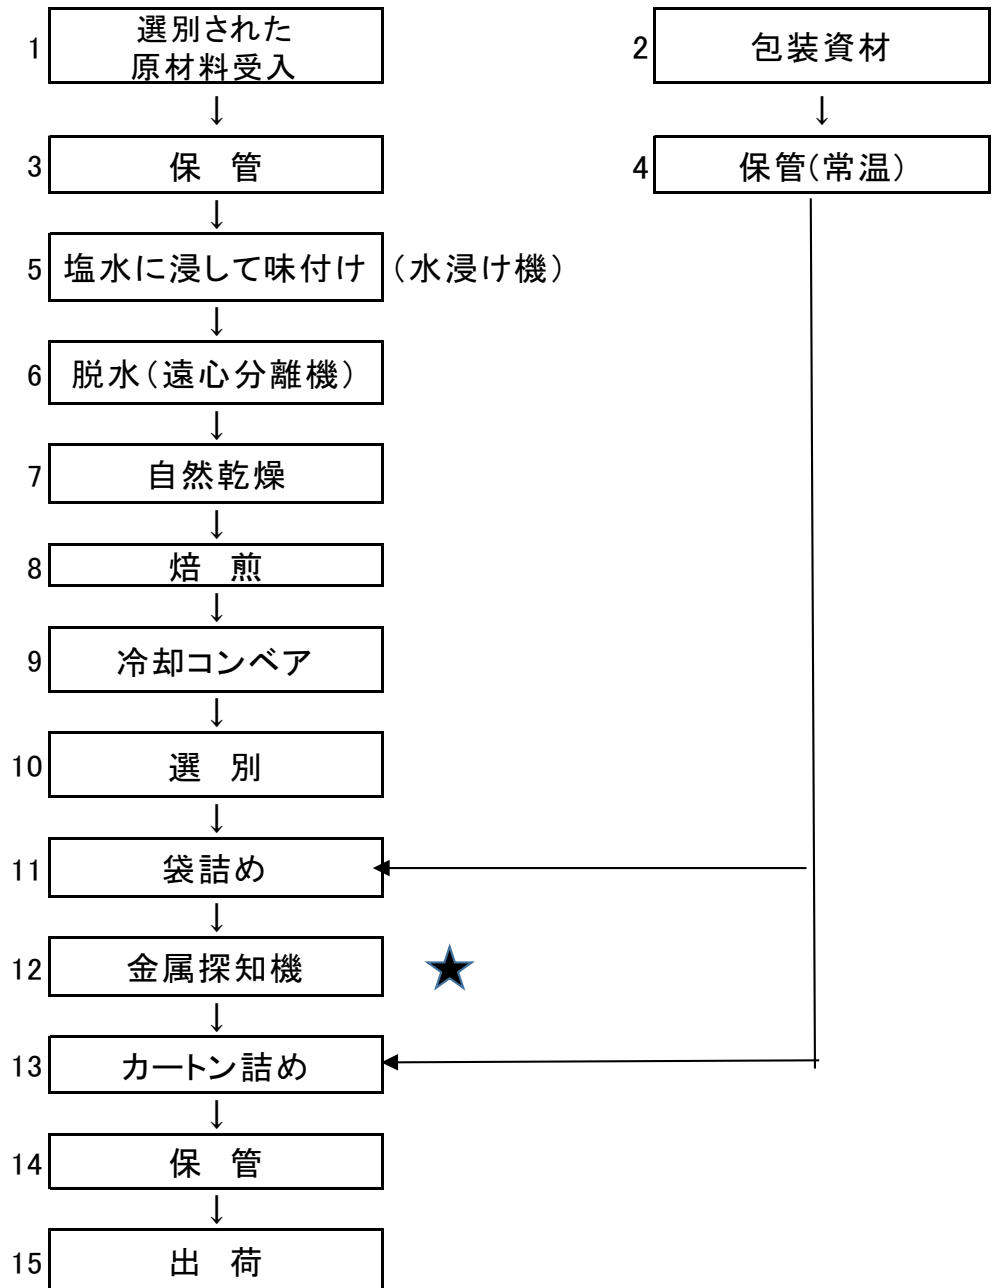 1
選別された
原材料受入
2
包装資材
↓
↓
3
保 管
4
保管(常温)
↓
5
塩水に浸して味付け
(水浸け機)
↓
6
脱水(遠心分離機)
↓
7
自然乾燥
↓
8
焙 煎
↓
9
冷却コンベア
↓
10
選 別
↓
11
袋詰め
↓
12
金属探知機
★
↓
13
カートン詰め
↓
14
保 管
↓
15
出 荷